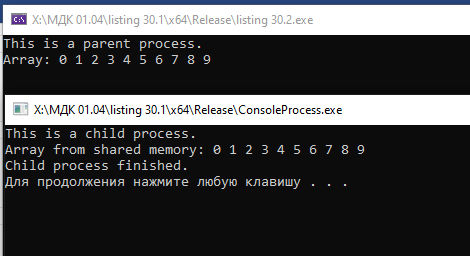 X:\МДК 01.04\listing 30.1\x64\Release\listing 30.2.exe
This is a parent process.
Array: 0 1 2 3 4 5 6 7 8 9
X:\МДК 01.04\listing 30.1\x64\Release\ConsoleProcess.exe
This is a child process.
Array from shared memory: 0 1 2 3 4 5 6 7 8 9
Child process finished.
Для продолжения нажмите любую клавишу . . .